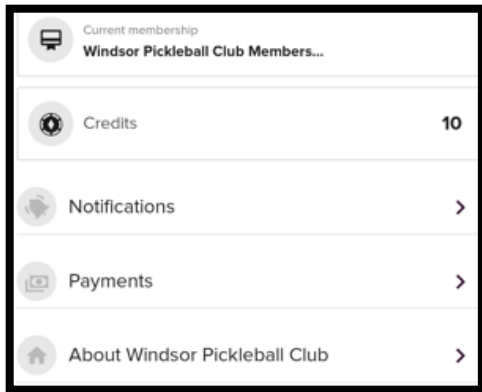 Current membership
Windsor Pickleball Club Members...
Credits 10
Notifications
Payments
About Windsor Pickleball Club